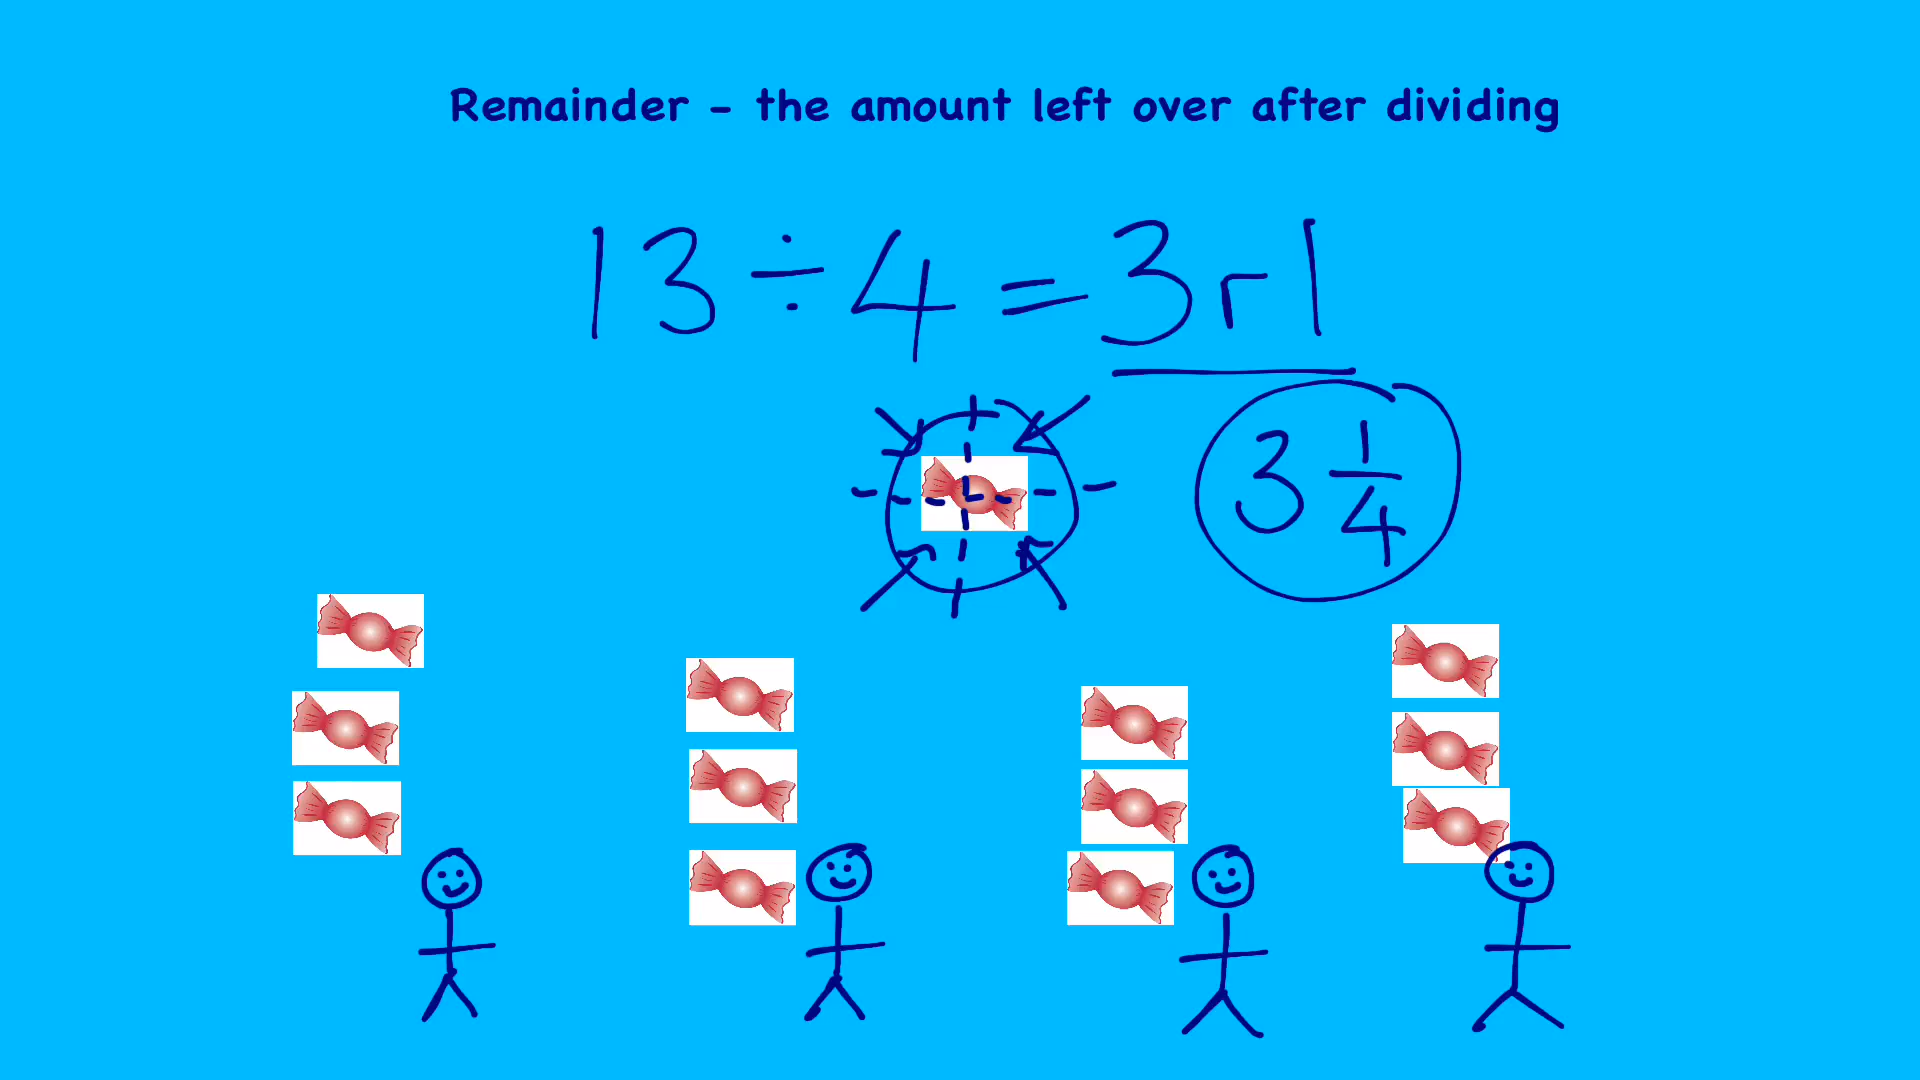 Remainder - the amount left over after dividing
13 ÷ 4 = 3r1
3 1/4